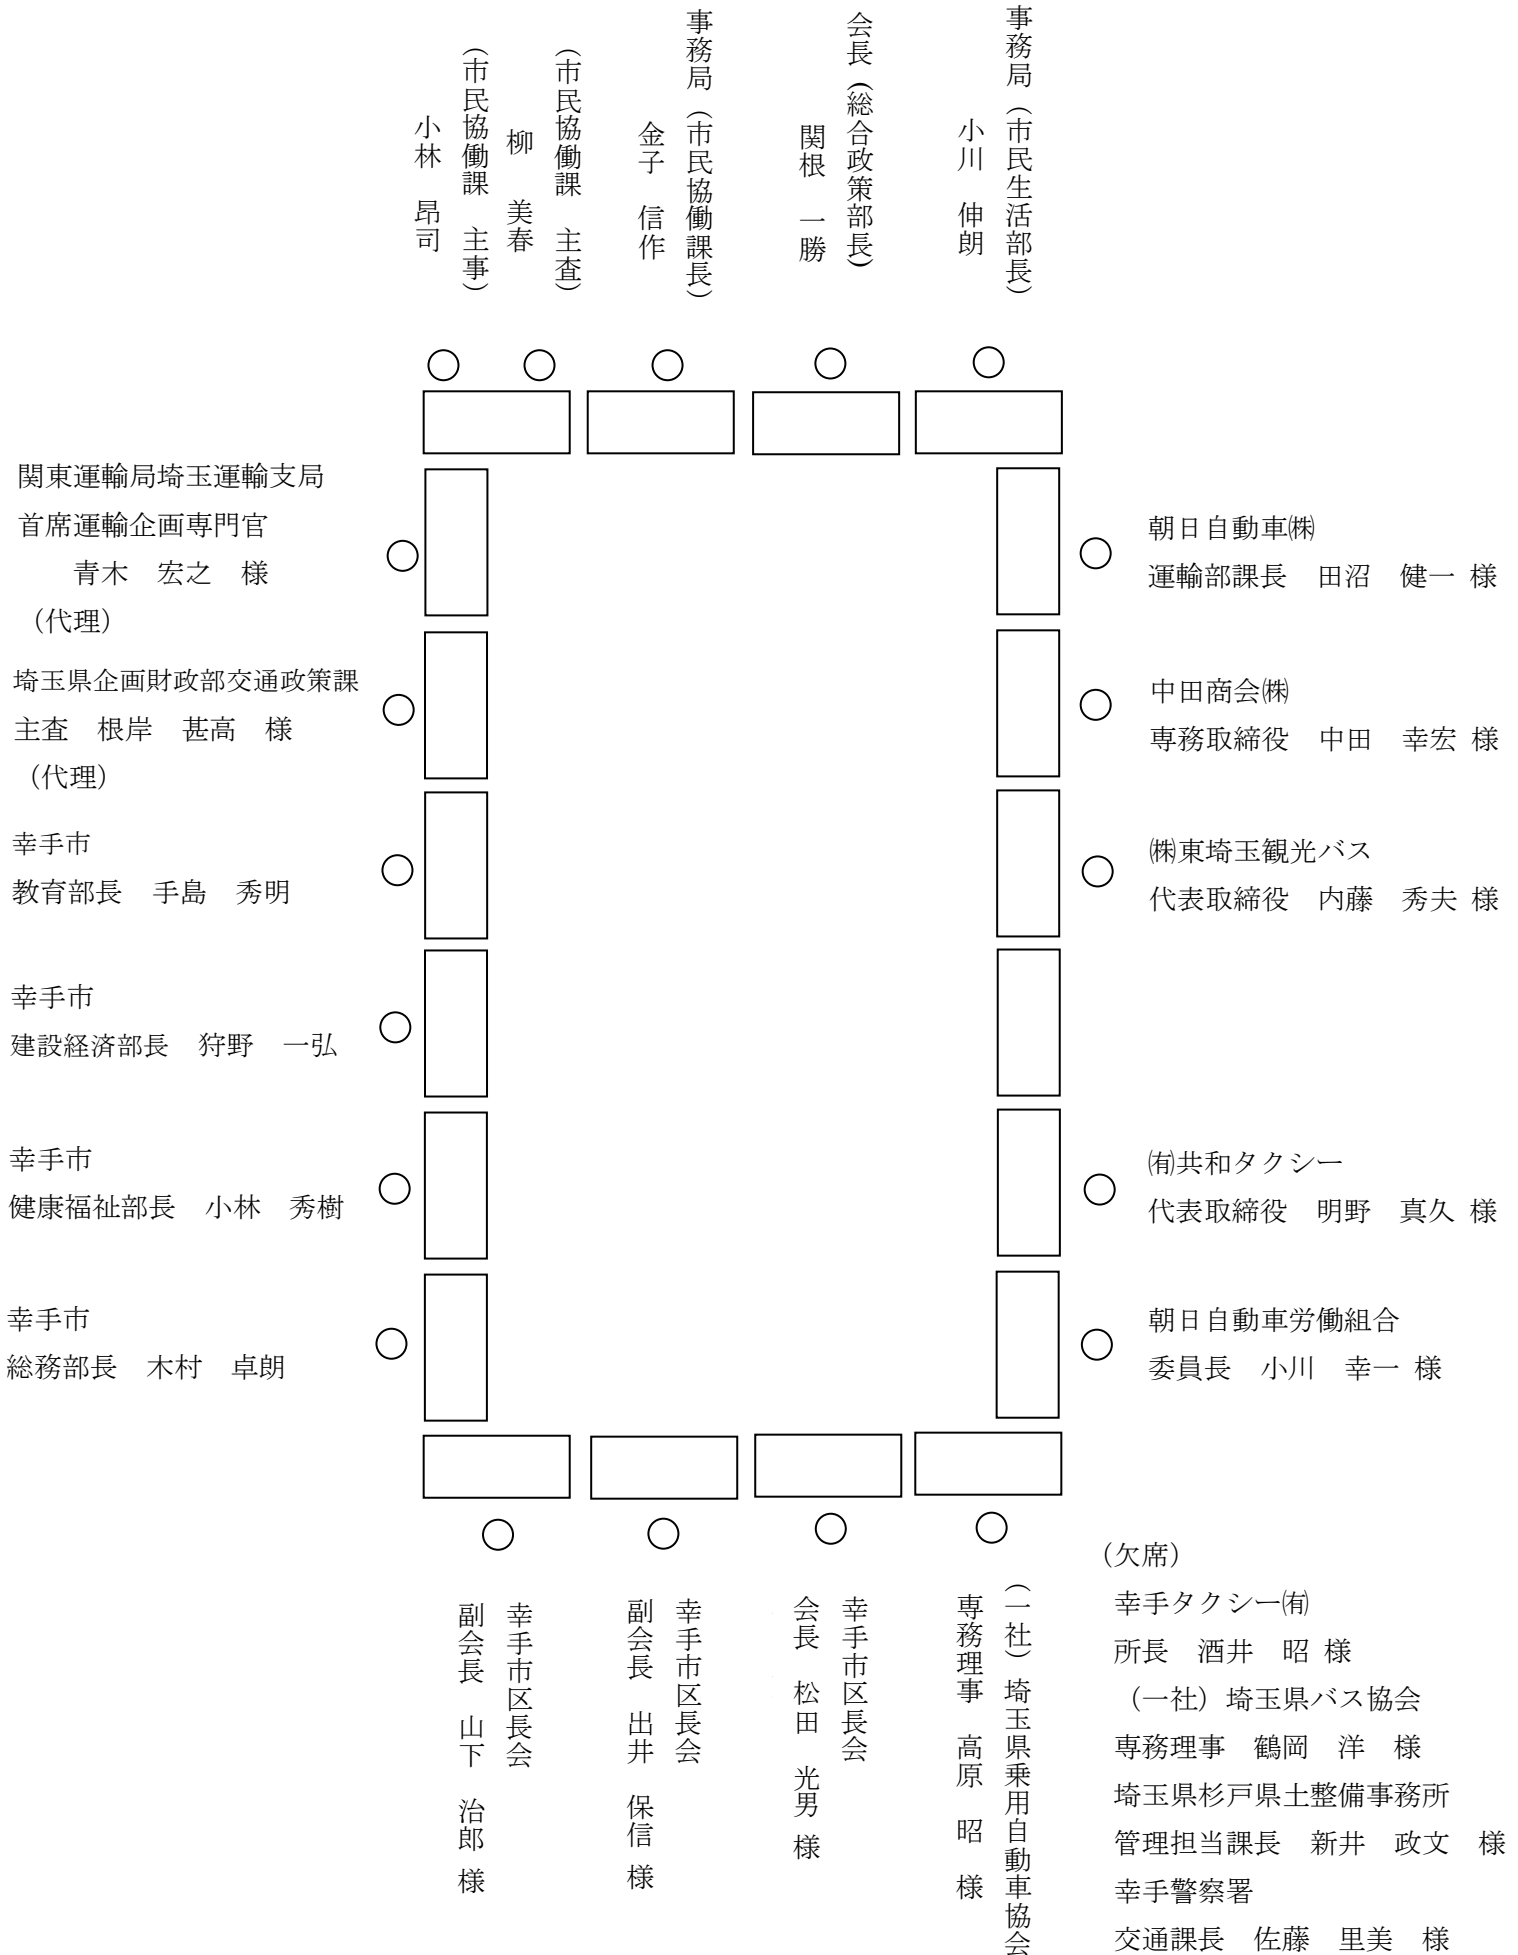 事務局（市民生活部長）
小川　伸朗
会長（総合政策部長）
関根　一勝
事務局（市民協働課長）
金子　信作
（市民協働課　主査）
柳　美春
（市民協働課　主事）
小林　昂司
関東運輸局埼玉運輸支局
首席運輸企画専門官
青木　宏之　様
（代理）
埼玉県企画財政部交通政策課
主査　根岸　甚高　様
（代理）
幸手市
教育部長　手島　秀明
幸手市
建設経済部長　狩野　一弘
幸手市
健康福祉部長　小林　秀樹
幸手市
総務部長　木村　卓朗
朝日自動車㈱
運輸部課長　田沼　健一 様
中田商会㈱
専務取締役　中田　幸宏 様
㈱東埼玉観光バス
代表取締役　内藤　秀夫 様
㈲共和タクシー
代表取締役　明野　真久 様
朝日自動車労働組合
委員長　小川　幸一 様
（一社）埼玉県乗用自動車協会
専務理事　高原　昭　様
幸手市区長会
会長　松田　光男 様
幸手市区長会
副会長　出井　保信 様
幸手市区長会
副会長　山下　治郎 様
（欠席）
幸手タクシー㈲
所長　酒井　昭 様
（一社）埼玉県バス協会
専務理事　鶴岡　洋　様
埼玉県杉戸県土整備事務所
管理担当課長　新井　政文　様
幸手警察署
交通課長　佐藤　里美　様